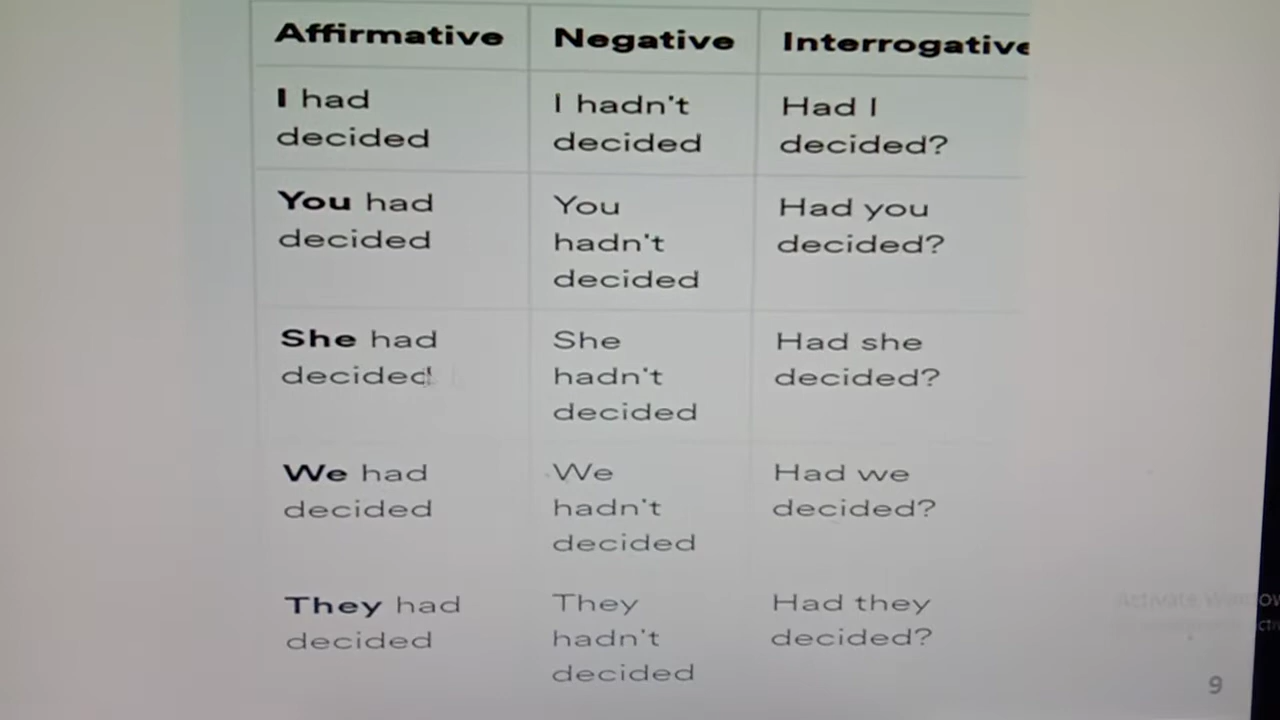 Affirmative Negative Interrogative
I had I hadn't Had I
decided decided decided?
You had You Had you
decided hadn't decided?
decided
She had She Had she
decided hadn't decided?
decided
We had We Had we
decided hadn't decided?
decided
They had They Had they
decided hadn't decided?
decided
Activate
9